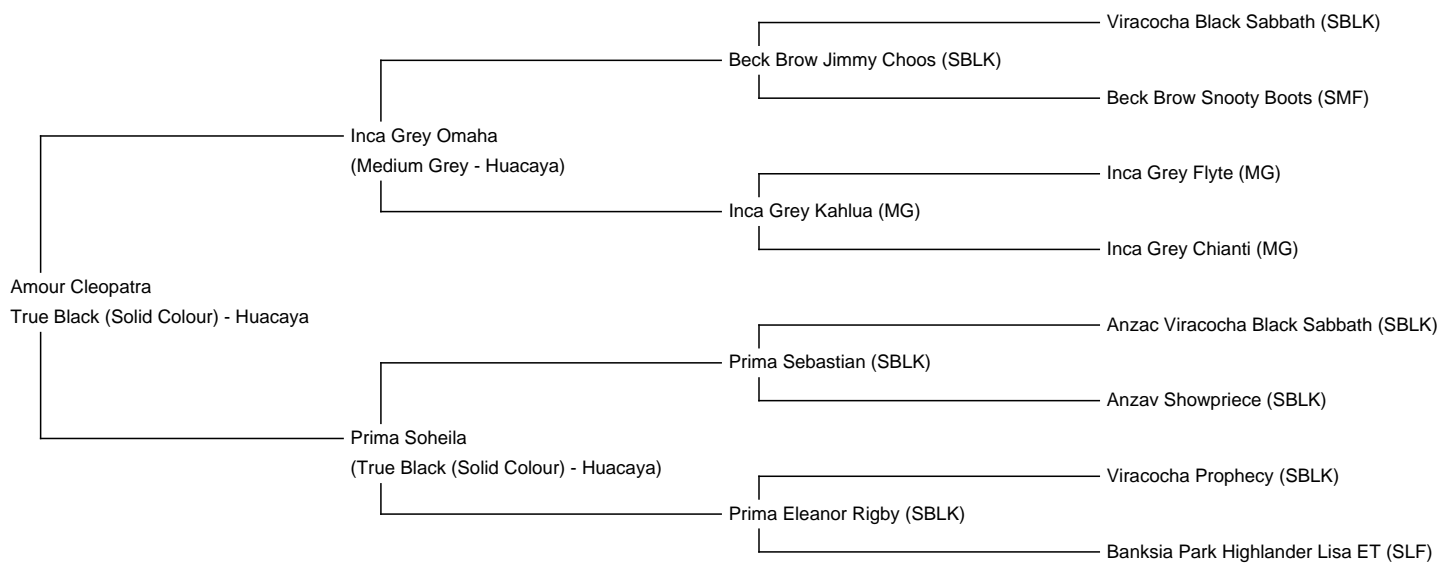 Viracocha Black Sabbath (SBLK)
Beck Brow Jimmy Choos (SBLK)
Beck Brow Snooty Boots (SMF)
Inca Grey Omaha
(Medium Grey - Huacaya)
Inca Grey Flyte (MG)
Inca Grey Kahlua (MG)
Inca Grey Chianti (MG)
Amour Cleopatra
True Black (Solid Colour) - Huacaya
Anzac Viracocha Black Sabbath (SBLK)
Prima Sebastian (SBLK)
Anzav Showpriece (SBLK)
Prima Soheila
(True Black (Solid Colour) - Huacaya)
Viracocha Prophecy (SBLK)
Prima Eleanor Rigby (SBLK)
Banksia Park Highlander Lisa ET (SLF)